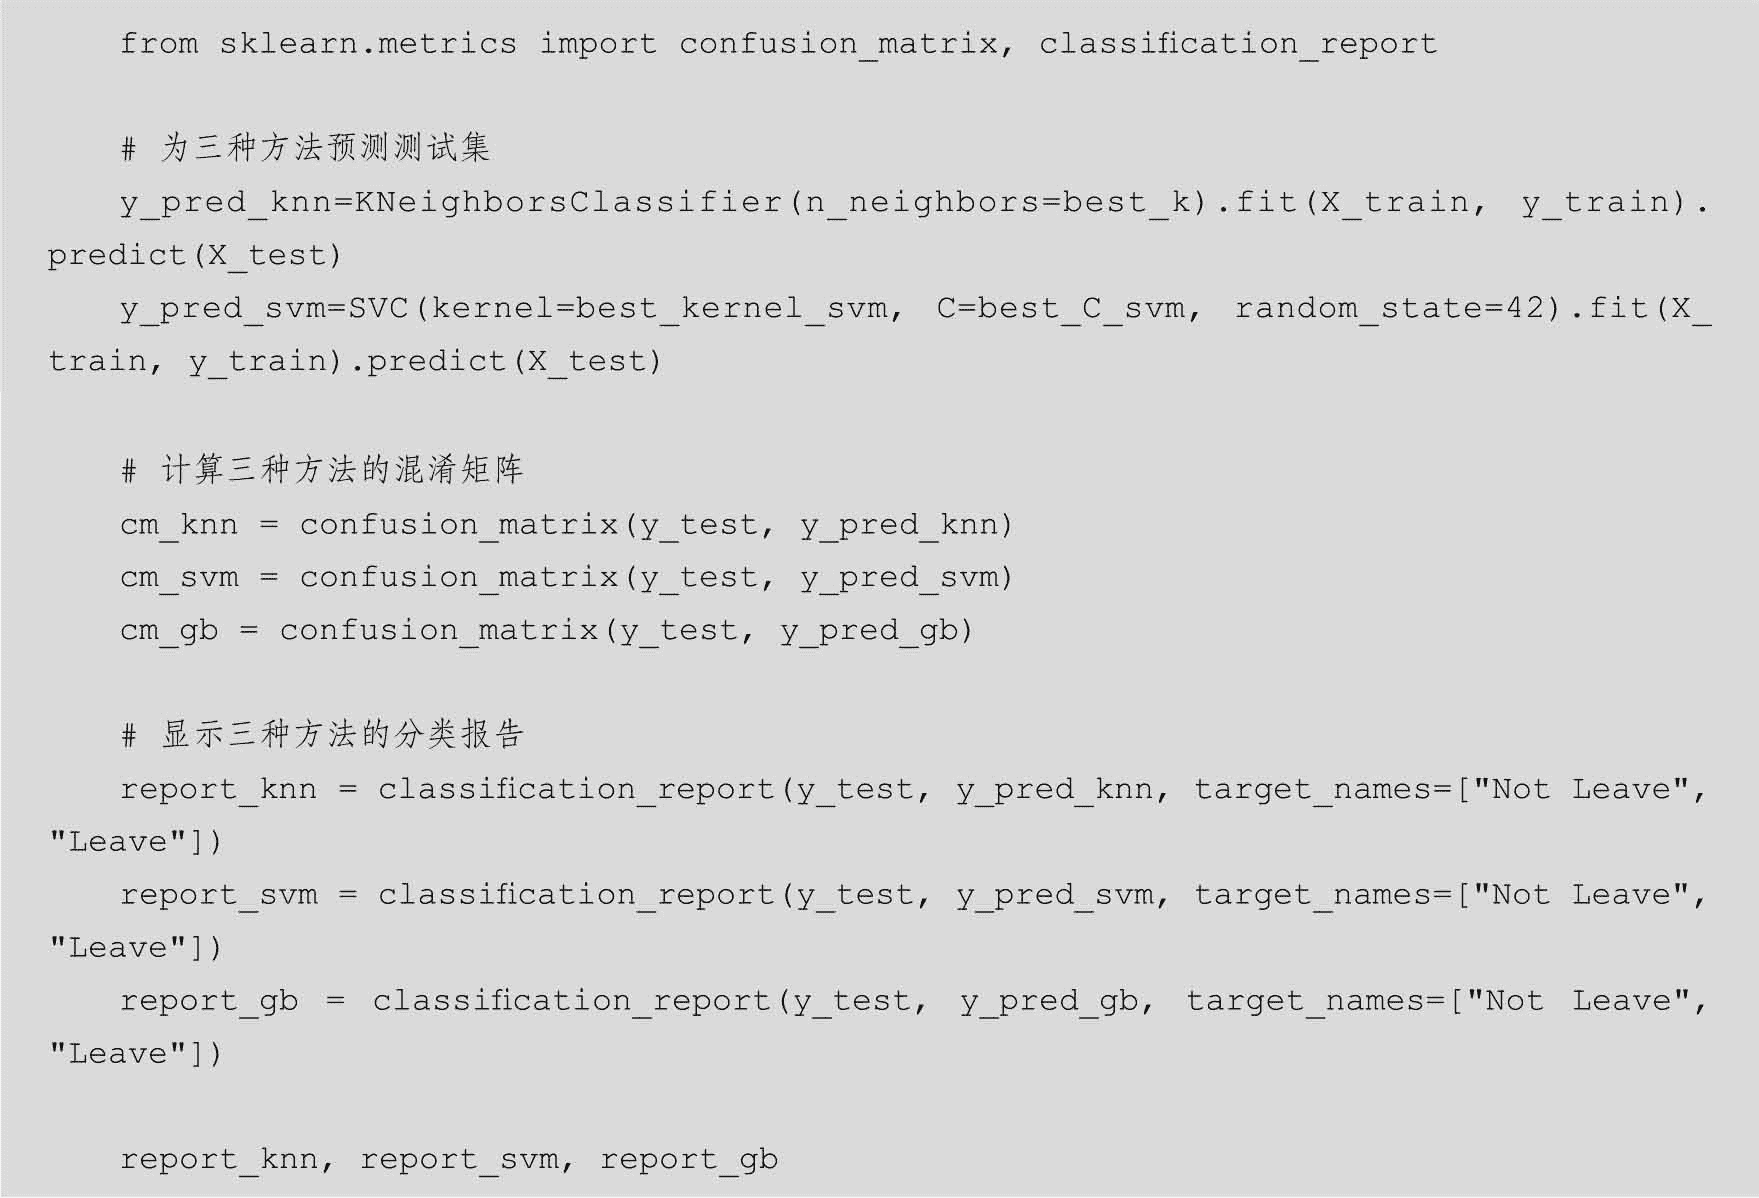 from sklearn.metrics import confusion_matrix, classification_report
# 为三种方法预测测试集
y_pred_knn=KNeighborsClassifier(n_neighbors=best_k).fit(X_train, y_train).
predict(X_test)
y_pred_svm=SVC(kernel=best_kernel_svm, C=best_C_svm, random_state=42).fit(X_
train, y_train).predict(X_test)
# 计算三种方法的混淆矩阵
cm_knn = confusion_matrix(y_test, y_pred_knn)
cm_svm = confusion_matrix(y_test, y_pred_svm)
cm_gb = confusion_matrix(y_test, y_pred_gb)
# 显示三种方法的分类报告
report_knn = classification_report(y_test, y_pred_knn, target_names=["Not Leave",
"Leave"])
report_svm = classification_report(y_test, y_pred_svm, target_names=["Not Leave",
"Leave"])
report_gb = classification_report(y_test, y_pred_gb, target_names=["Not Leave",
"Leave"])
report_knn, report_svm, report_gb